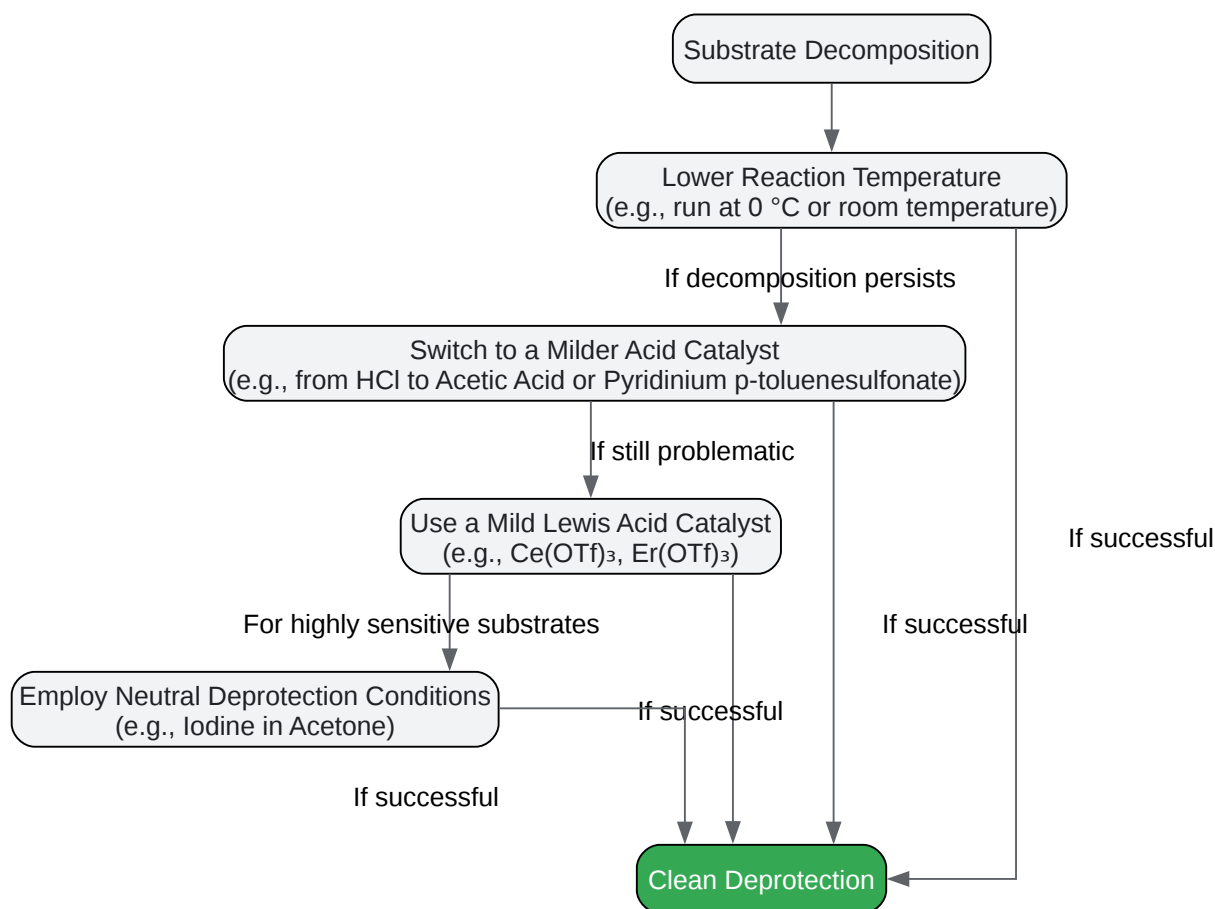 Substrate Decomposition
Lower Reaction Temperature
(e.g., run at 0 °C or room temperature)
If decomposition persists
Switch to a Milder Acid Catalyst
(e.g., from HCl to Acetic Acid or Pyridinium p-toluenesulfonate)
If still problematic
Use a Mild Lewis Acid Catalyst
(e.g., Ce(OTf)₃, Er(OTf)₃)
If successful
For highly sensitive substrates
If successful
Employ Neutral Deprotection Conditions
(e.g., Iodine in Acetone)
If successful
If successful
Clean Deprotection